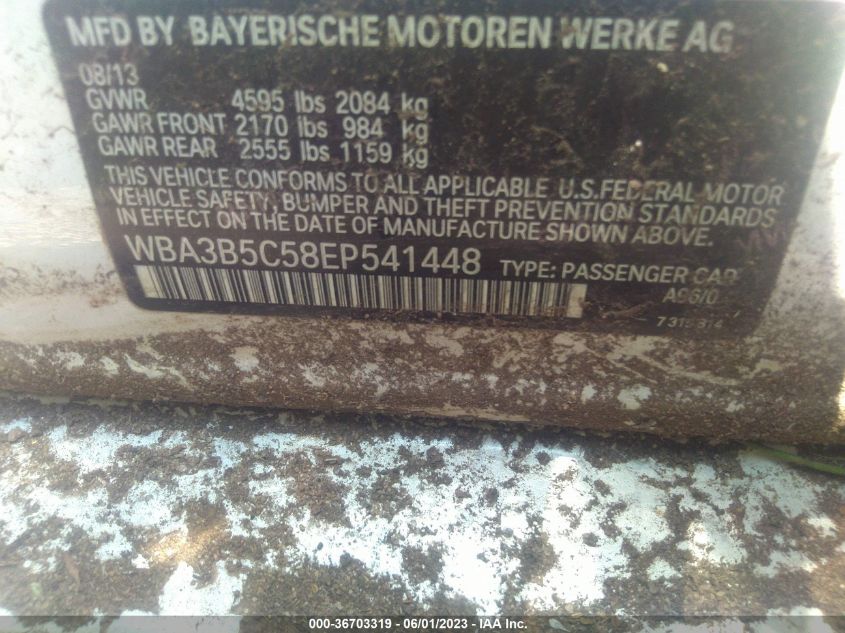 MFD BY BAYERISCHE MOTOREN WERKE AG
08/13
GVWR 4595 lbs 2084 kg
GAWR FRONT 2170 lbs 984 kg
GAWR REAR 2555 lbs 1159 kg
THIS VEHICLE CONFORMS TO ALL APPLICABLE U.S.FEDERAL MOTOR
VEHICLE SAFETY, BUMPER AND THEFT PREVENTION STANDARDS
IN EFFECT ON THE DATE OF MANUFACTURE SHOWN ABOVE.
WBA3B5C58EP541448 TYPE: PASSENGER CAR
000-36703319 - 06/01/2023 - IAA Inc.